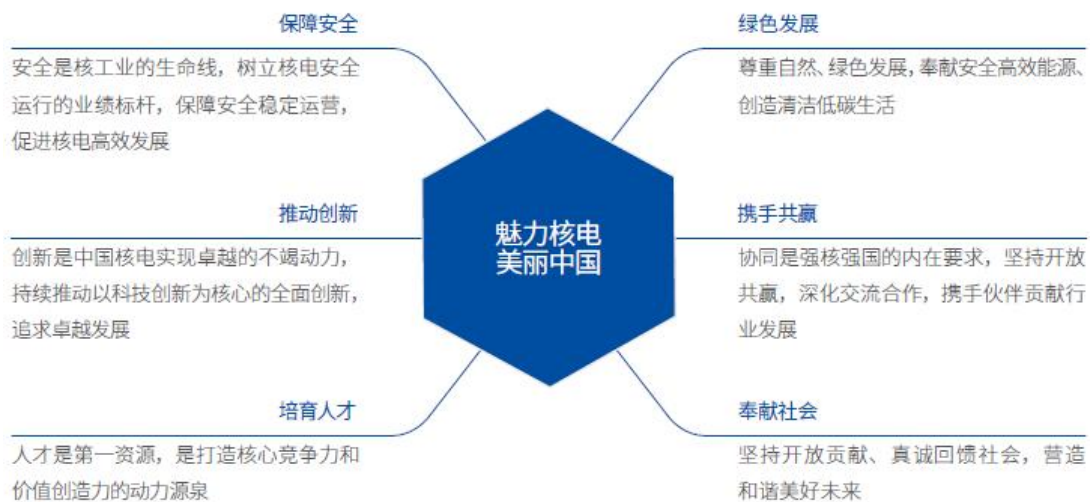 保障安全
安全是核工业的生命线，树立核电安全
运行的业绩标杆，保障安全稳定运营，
促进核电高效发展
推动创新
创新是中国核电实现卓越的不竭动力，
持续推动以科技创新为核心的全面创新，
追求卓越发展
培育人才
人才是第一资源，是打造核心竞争力和
价值创造力的动力源泉
魅力核电
美丽中国
绿色发展
尊重自然、绿色发展，奉献安全高效能源、
创造清洁低碳生活
携手共赢
协同是强核强国的内在要求，坚持开放
共赢，深化交流合作，携手伙伴贡献行
业发展
奉献社会
坚持开放贡献、真诚回馈社会，营造
和谐美好未来